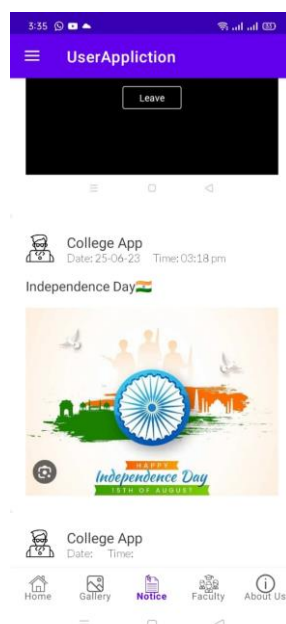 3:35
UserAppliction
Leave
College App
Date: 25-06-23 Time: 03:18 pm
Independence Day🇮🇳
HAPPY
Independence Day
15TH OF AUGUST
College App
Date: Time:
Home Gallery Notice Faculty About Us